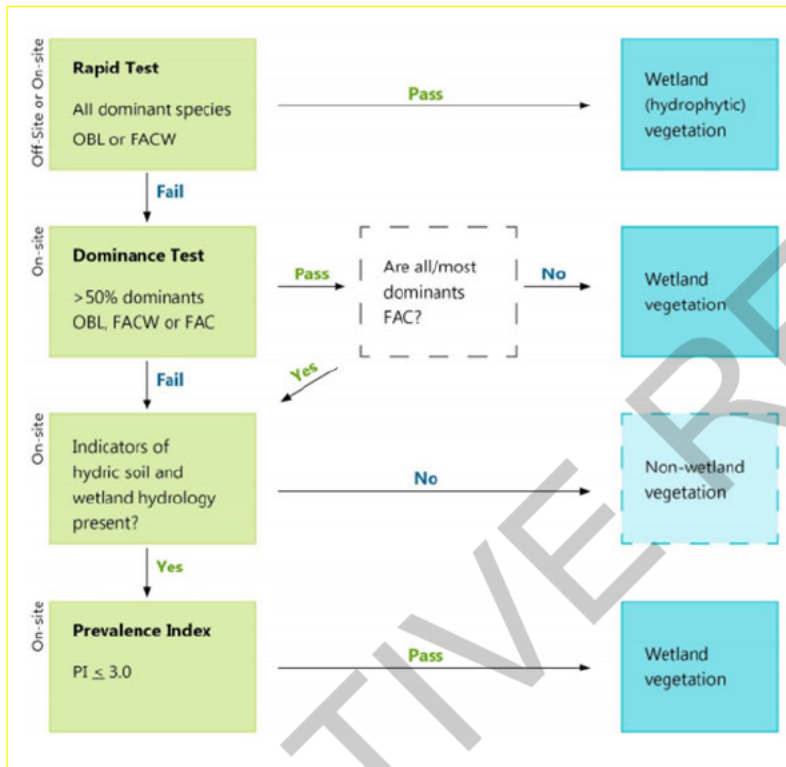 Off-Site or On-site
Rapid Test
All dominant species
OBL or FACW
Pass
Wetland
(hydrophytic)
vegetation
Fail
On-site
Dominance Test
>50% dominants
OBL, FACW or FAC
Pass
Are all/most
dominants
FAC?
No
Wetland
vegetation
Yes
Fail
On-site
Indicators of
hydric soil and
wetland hydrology
present?
No
Non-wetland
vegetation
Yes
On-site
Prevalence Index
PI ≤ 3.0
Pass
Wetland
vegetation
TIVE RE